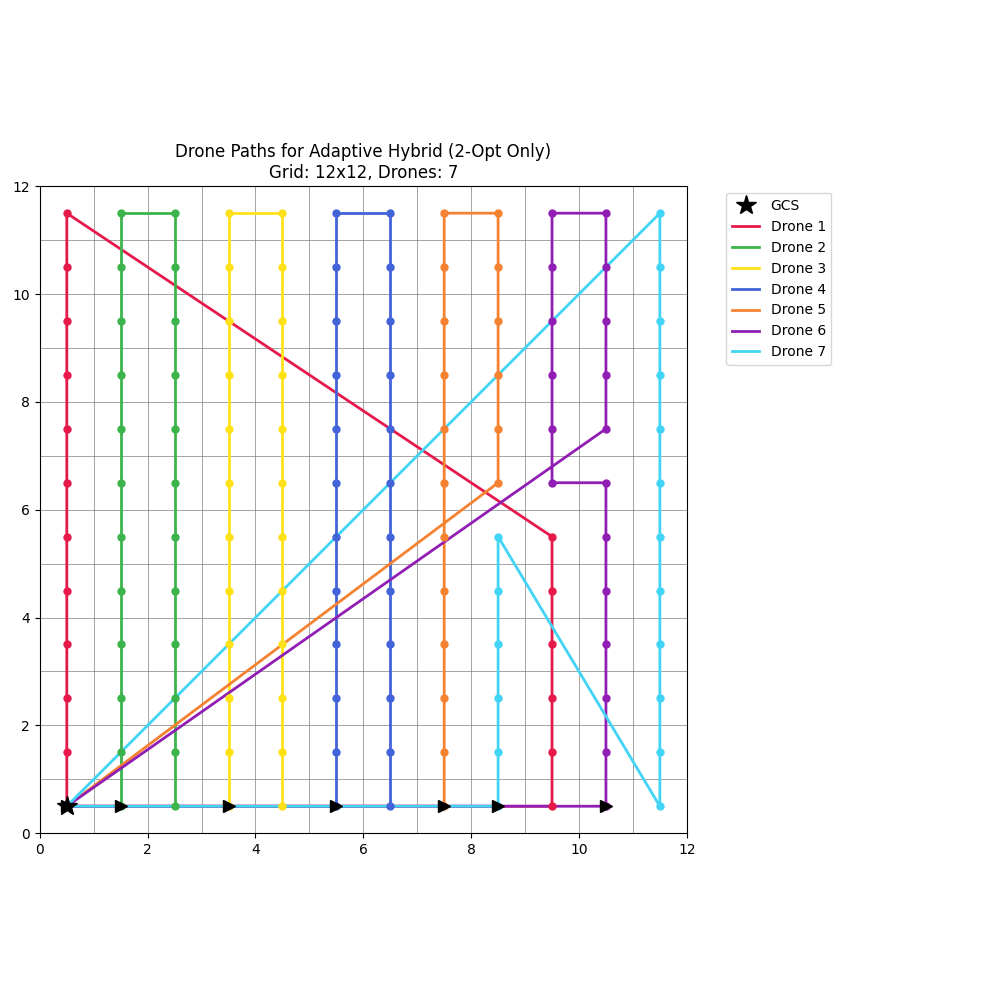 Drone Paths for Adaptive Hybrid (2-Opt Only)
Grid: 12x12, Drones: 7
12
10
8
6
4
2
0
0 2 4 6 8 10 12
GCS
Drone 1
Drone 2
Drone 3
Drone 4
Drone 5
Drone 6
Drone 7